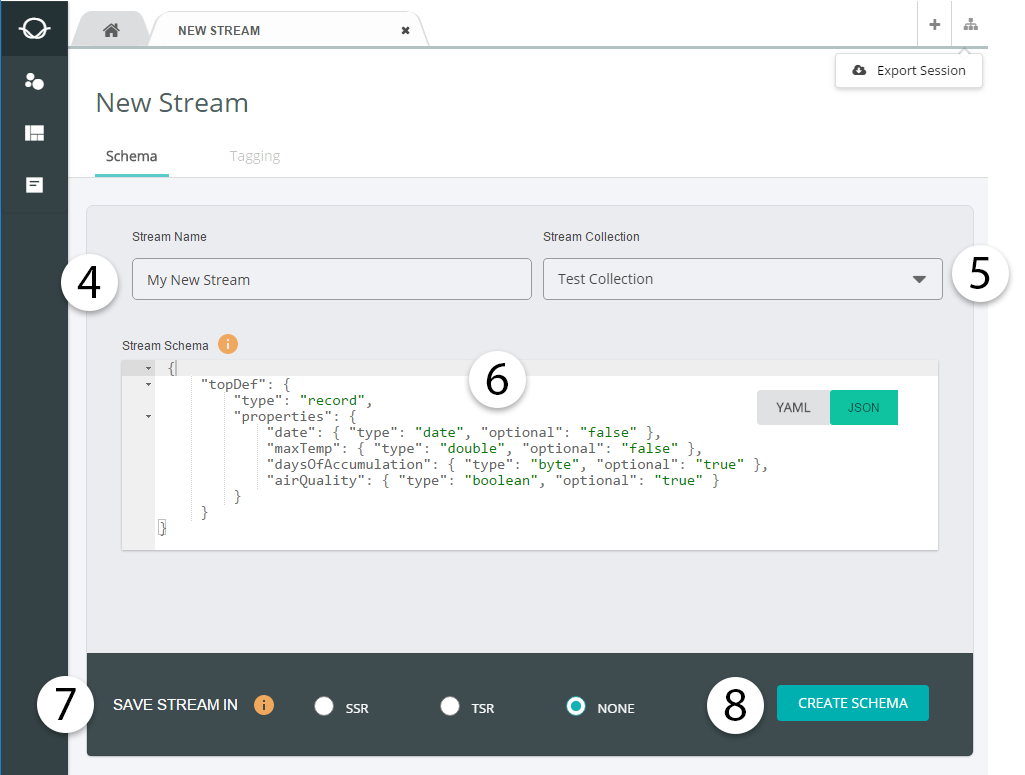 NEW STREAM
Export Session
New Stream
Schema
Tagging
Stream Name
Stream Collection
4
My New Stream
Test Collection
5
Stream Schema i
6
YAML
JSON
{
"topDef": {
"type": "record",
"properties": {
"date": { "type": "date", "optional": "false" },
"maxTemp": { "type": "double", "optional": "false" },
"daysOfAccumulation": { "type": "byte", "optional": "true" },
"airQuality": { "type": "boolean", "optional": "true" }
}
}
}
7
SAVE STREAM IN i
SSR
TSR
NONE
8
CREATE SCHEMA